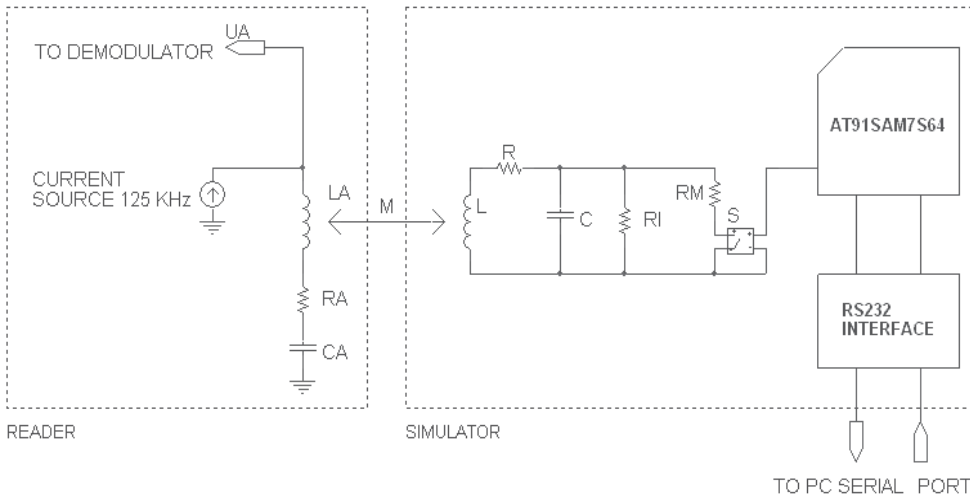 UA
TO DEMODULATOR
CURRENT
SOURCE 125 KHz
LA
M
RA
CA
READER
R
L
C
RI
RM
S
AT91SAM7S64
RS232
INTERFACE
SIMULATOR
TO PC SERIAL PORT